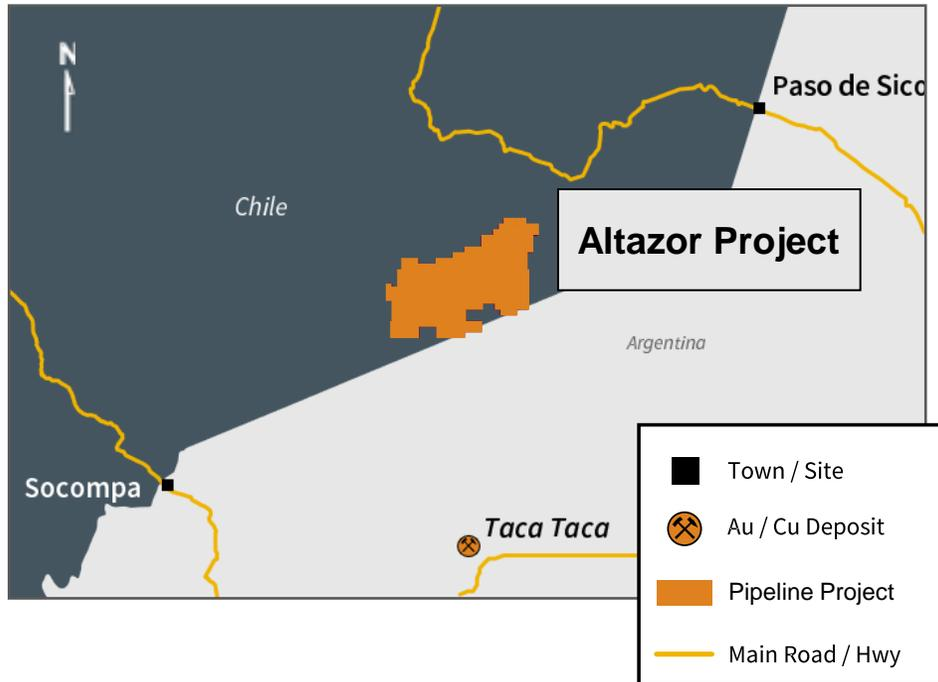 N
Paso de Sico
Chile
Altazor Project
Argentina
Socompa
Taca Taca
Town / Site
Au / Cu Deposit
Pipeline Project
Main Road / Hwy